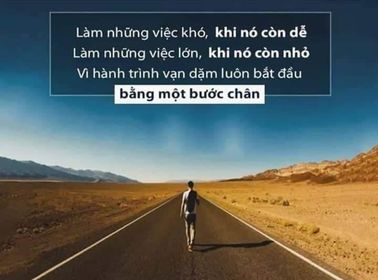 Làm những việc khó, khi nó còn dễ
Làm những việc lớn, khi nó còn nhỏ
Vì hành trình vạn dặm luôn bắt đầu
bằng một bước chân